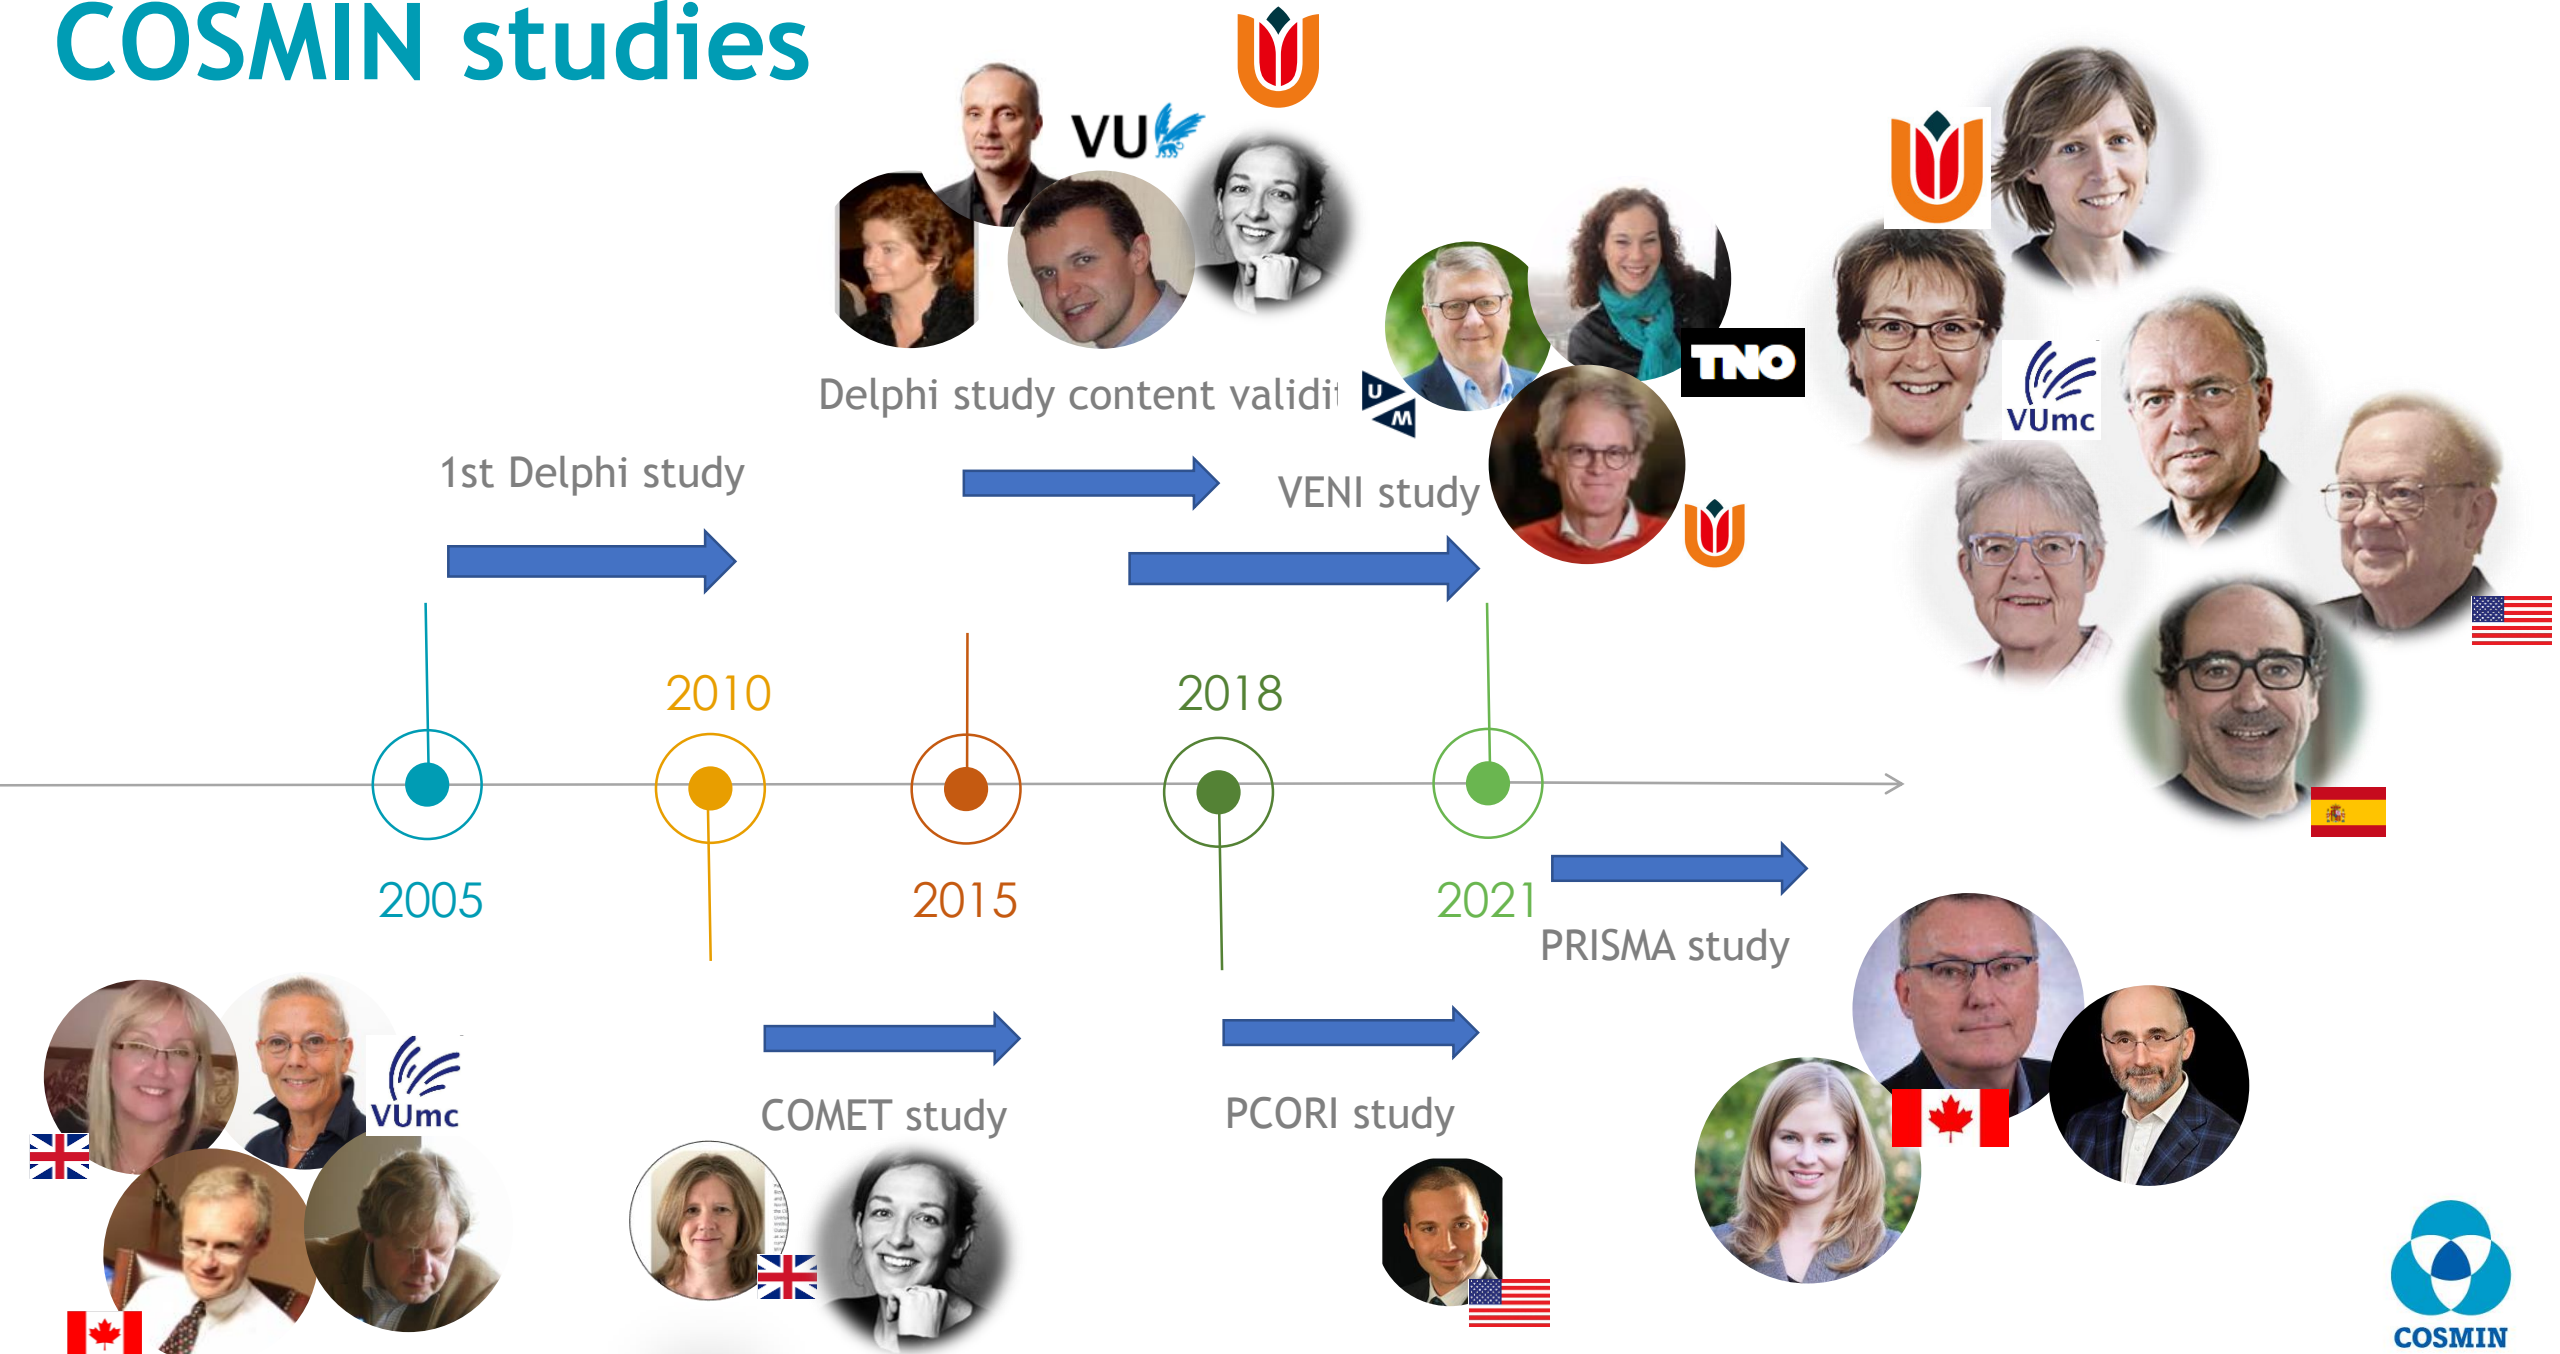 COSMIN studies
VU
Delphi study content validit
TNO
U
M
VUmc
1st Delphi study
VENI study
2010
2018
2005
2015
2021
PRISMA study
VUmc
COMET study
PCORI study
COSMIN